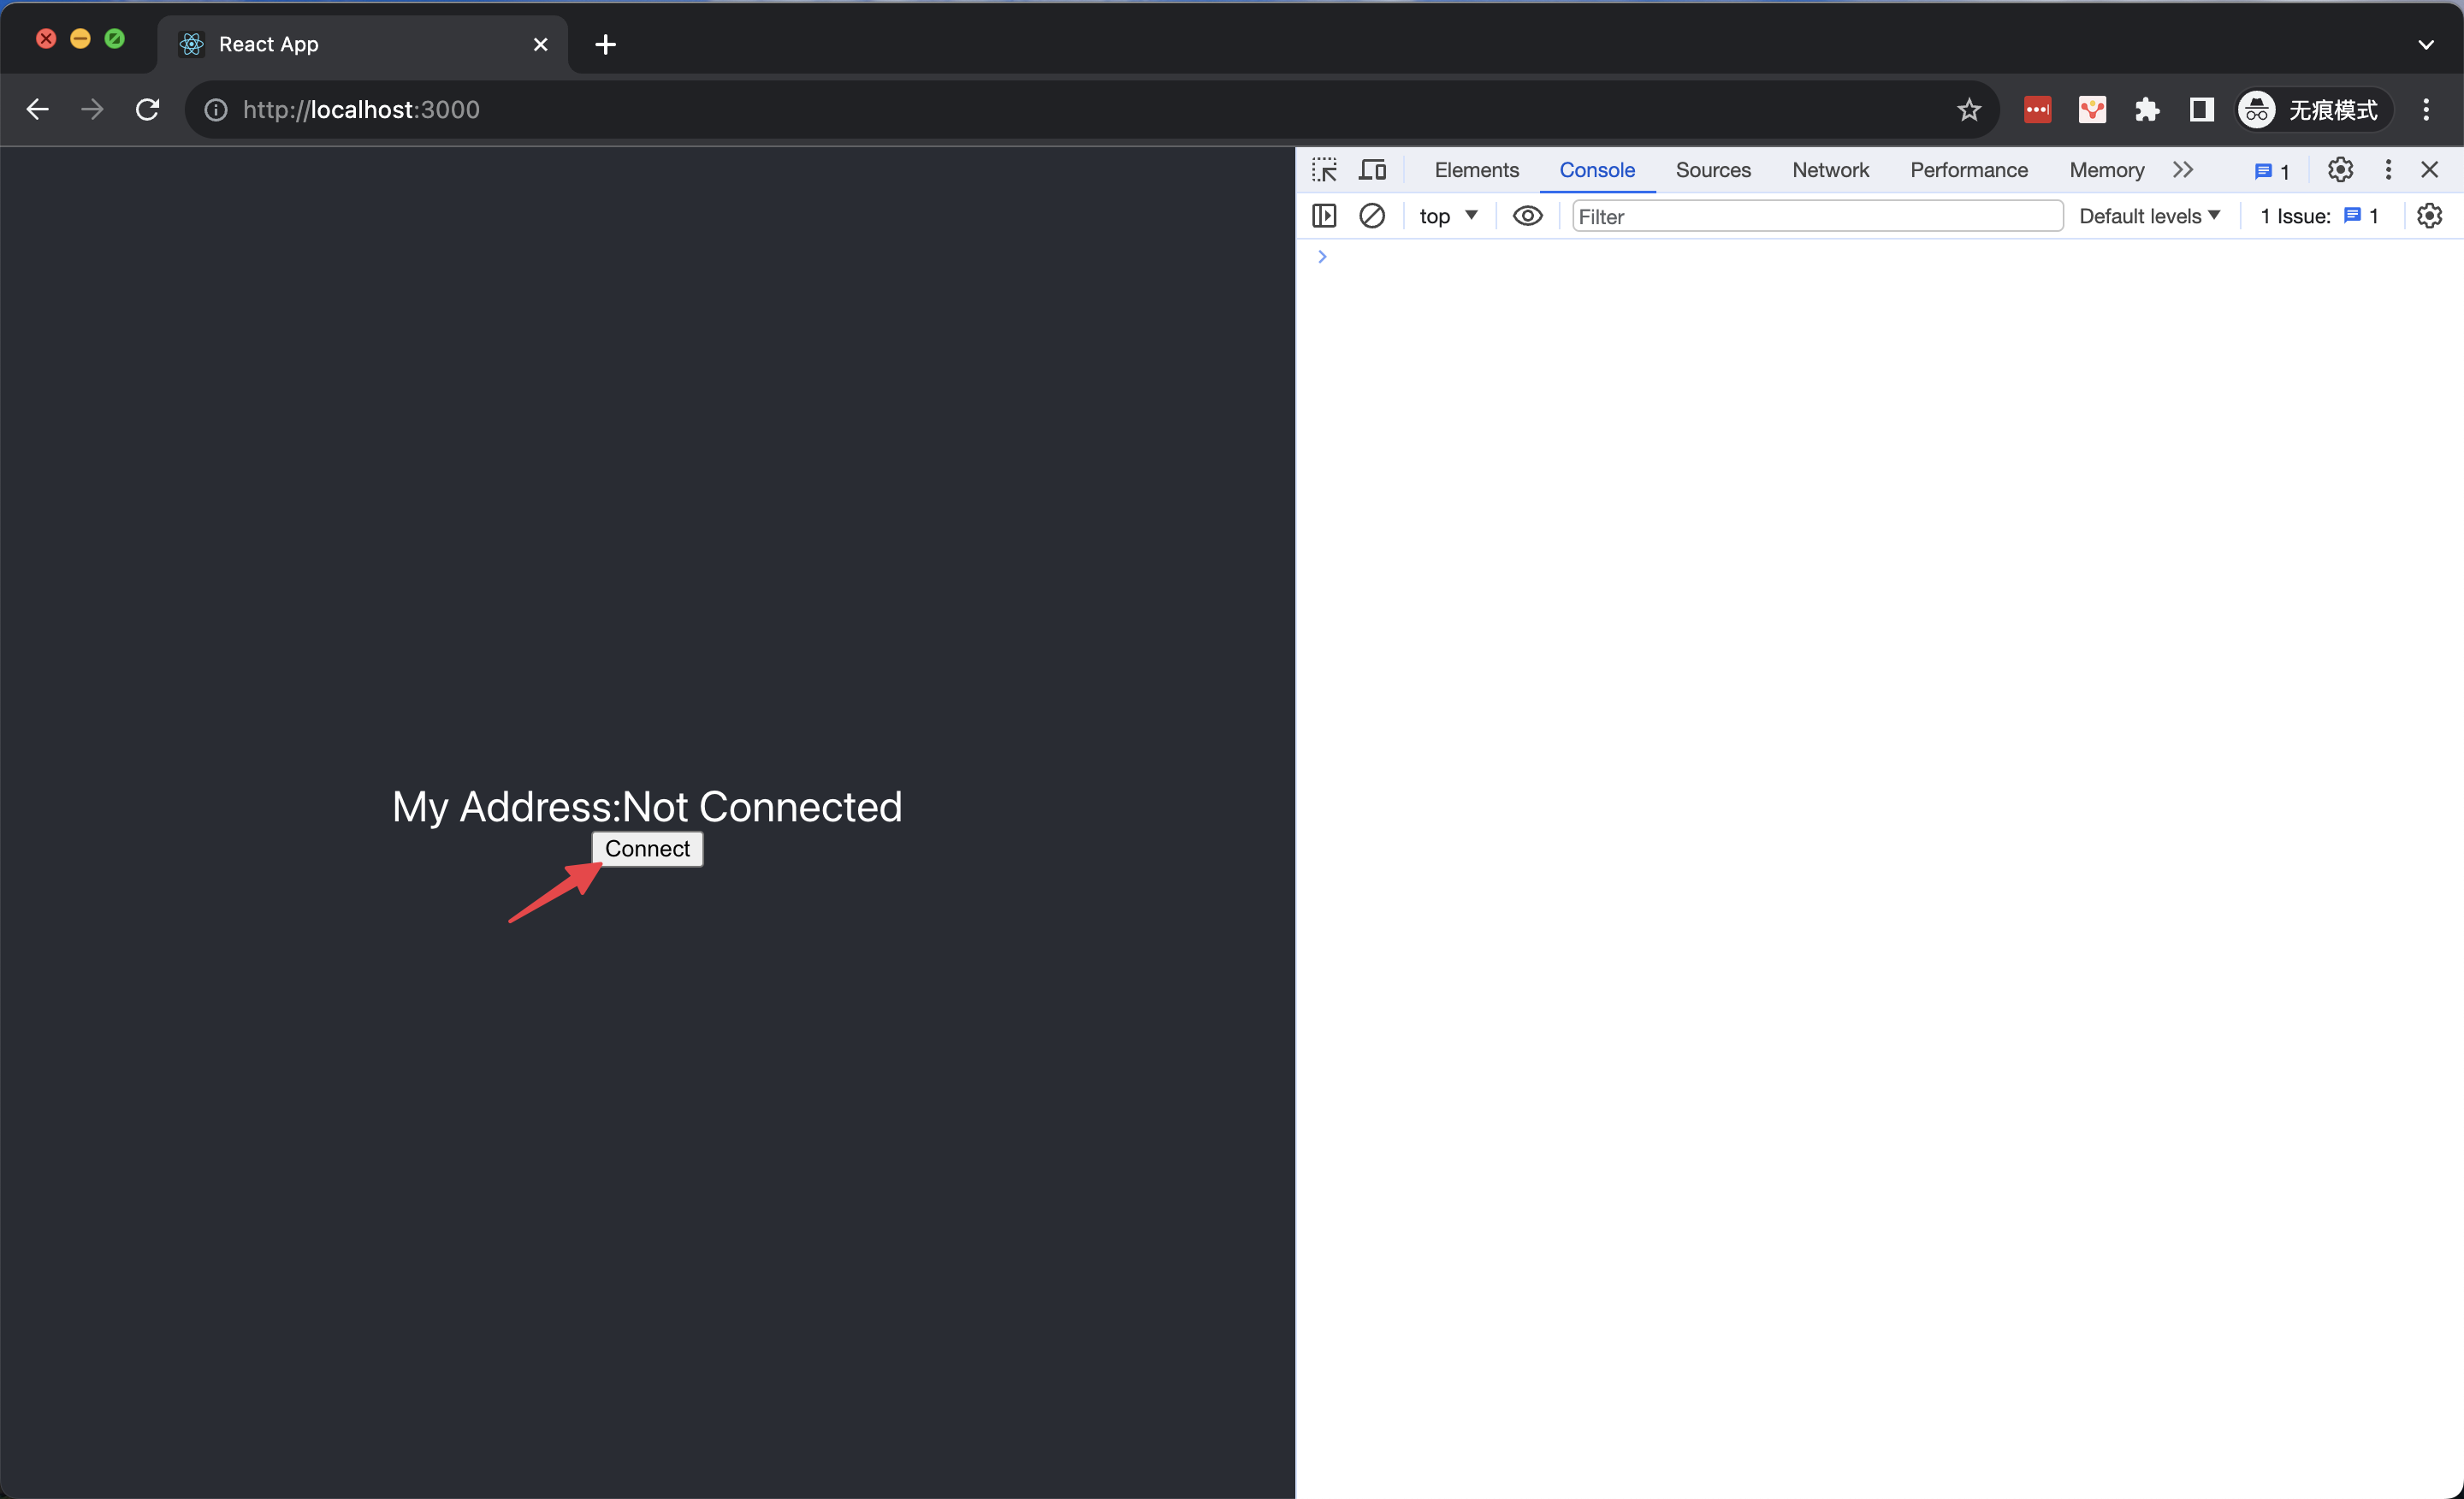 React App
http://localhost:3000
无痕模式
Elements Console Sources Network Performance Memory 1
top Filter Default levels 1 Issue: 1
My Address:Not Connected
Connect